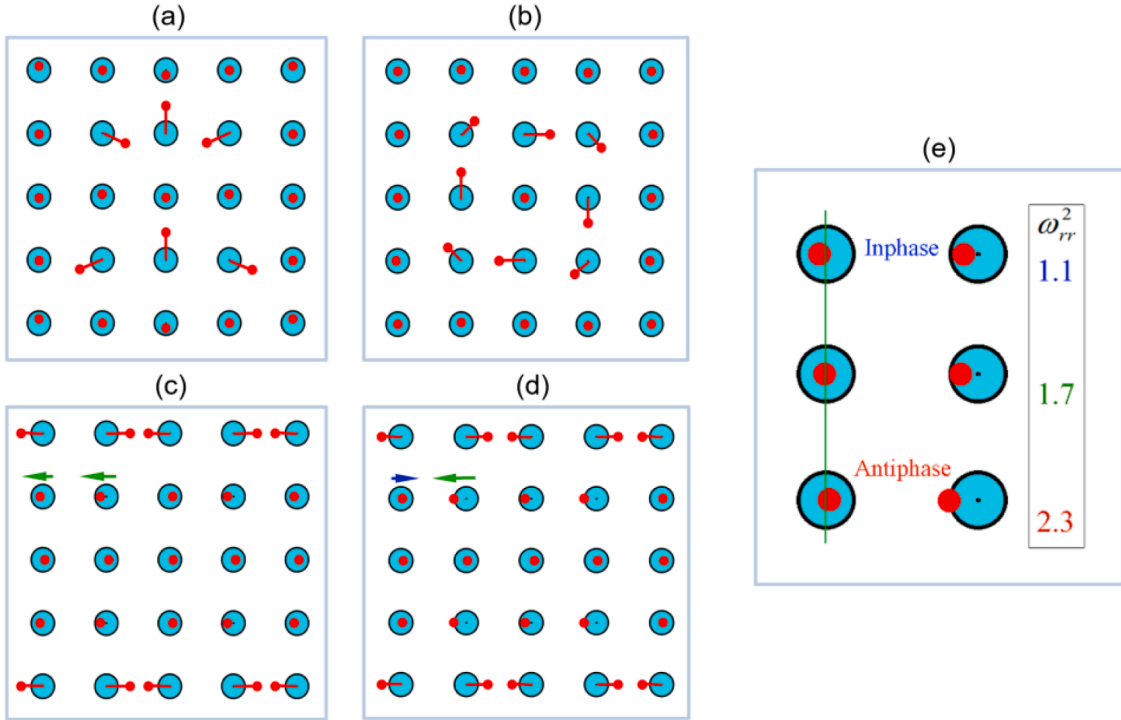 (a)
(b)
(c)
(d)
(e)
Inphase
Antiphase
ω²rr
1.1
1.7
2.3